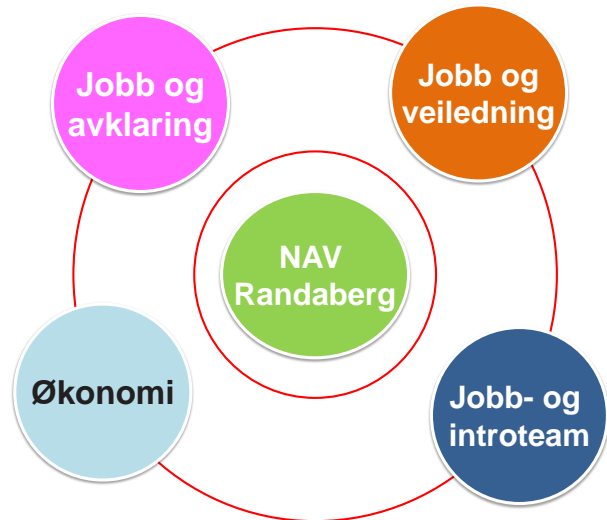 Jobb og
avklaring
Jobb og
veiledning
NAV
Randaberg
Økonomi
Jobb- og
introteam